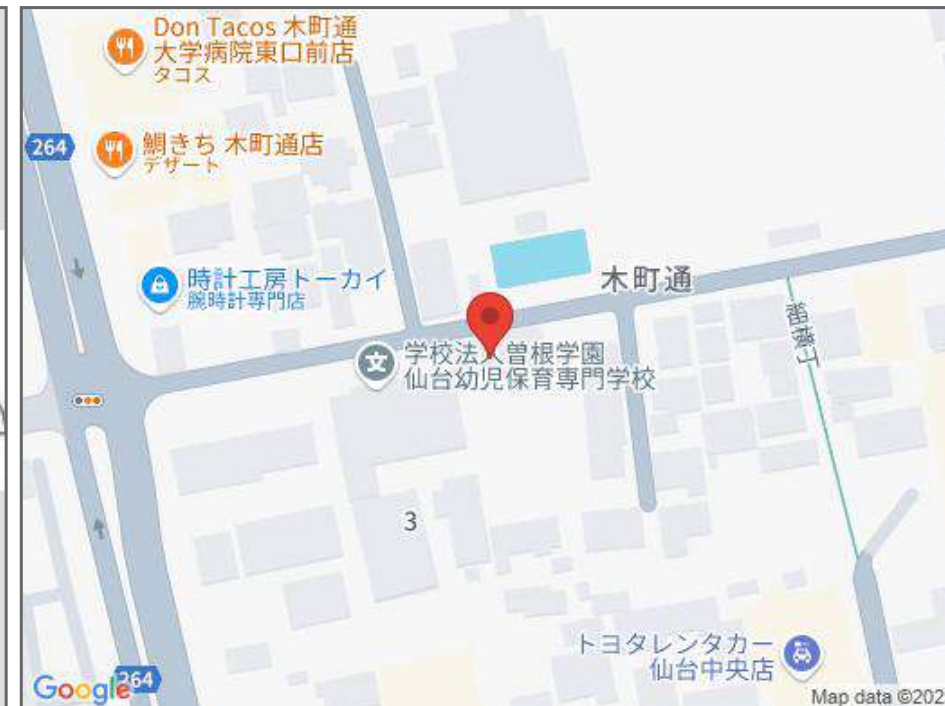 Don Tacos 木町通
大学病院東口前店
タコス
264
鯛きち 木町通店
デザート
時計工房トーカイ
腕時計専門店
木町通
細横丁
文
学校法人曽根学園
仙台幼児保育専門学校
3
トヨタレンタカー
仙台中央店
264
Google
Map data ©202